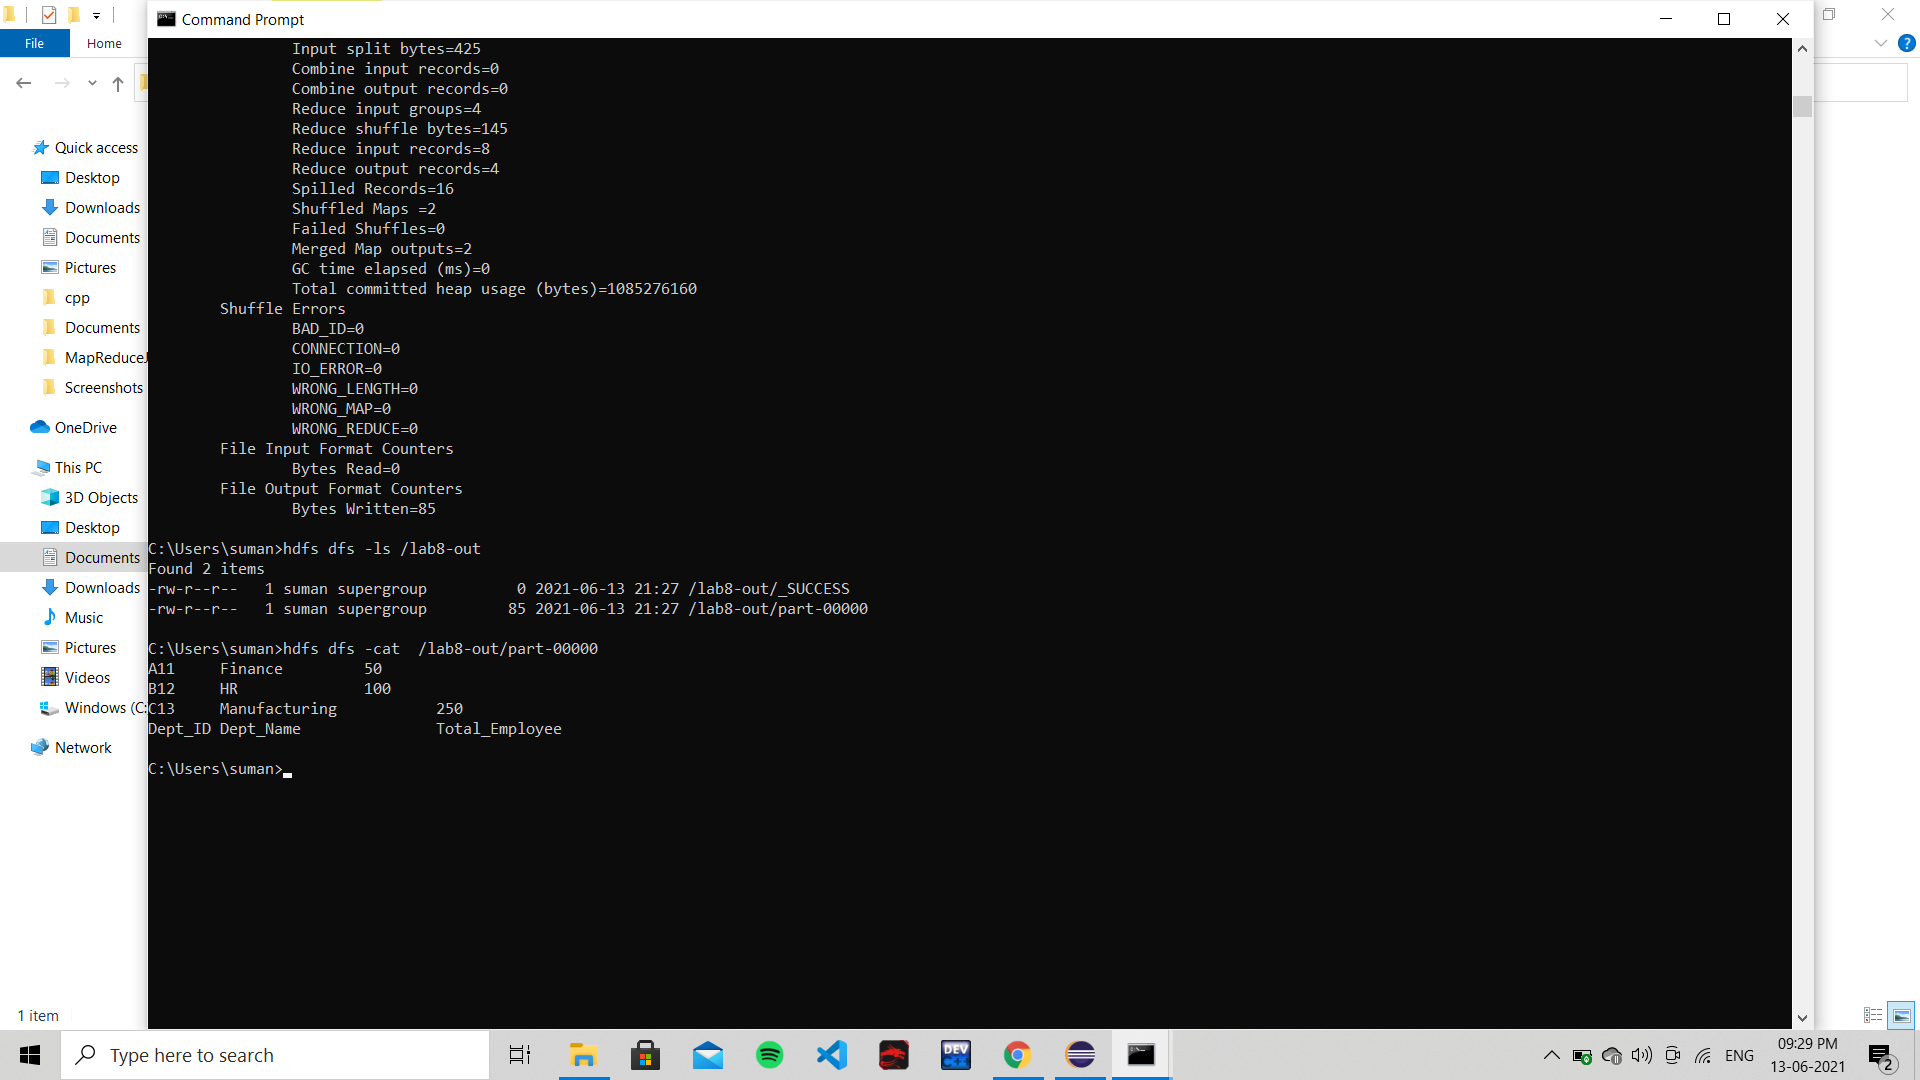 Command Prompt
File
Home
Input split bytes=425
Combine input records=0
Combine output records=0
Reduce input groups=4
Reduce shuffle bytes=145
Reduce input records=8
Reduce output records=4
Spilled Records=16
Shuffled Maps =2
Failed Shuffles=0
Merged Map outputs=2
GC time elapsed (ms)=0
Total committed heap usage (bytes)=1085276160
Shuffle Errors
BAD_ID=0
CONNECTION=0
IO_ERROR=0
WRONG_LENGTH=0
WRONG_MAP=0
WRONG_REDUCE=0
File Input Format Counters
Bytes Read=0
File Output Format Counters
Bytes Written=85
C:\Users\suman>hdfs dfs -ls /lab8-out
Found 2 items
-rw-r--r--   1 suman supergroup          0 2021-06-13 21:27 /lab8-out/_SUCCESS
-rw-r--r--   1 suman supergroup         85 2021-06-13 21:27 /lab8-out/part-00000
C:\Users\suman>hdfs dfs -cat  /lab8-out/part-00000
A11     Finance         50
B12     HR              100
C13     Manufacturing           250
Dept_ID Dept_Name               Total_Employee
C:\Users\suman>
Quick access
Desktop
Downloads
Documents
Pictures
cpp
Documents
MapReduceJ
Screenshots
OneDrive
This PC
3D Objects
Desktop
Documents
Downloads
Music
Pictures
Videos
Windows (C:
Network
1 item
Type here to search
DEV
C++
ENG
09:29 PM
13-06-2021
2